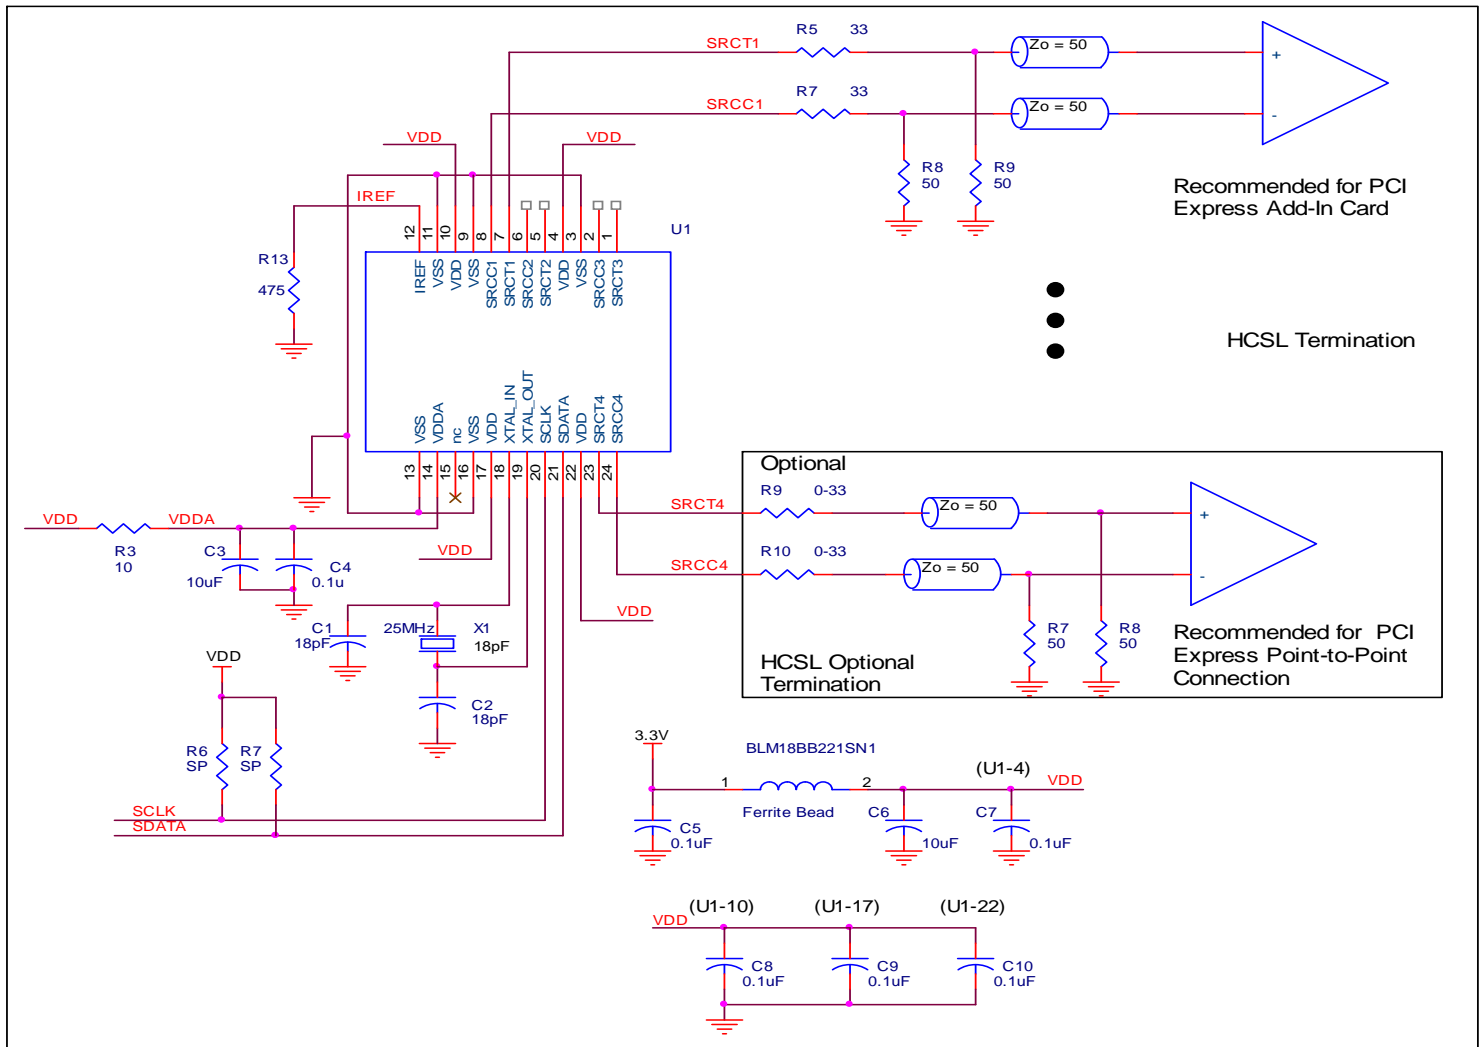 R5 33
SRCT1
Zo = 50
+
R7 33
SRCC1
Zo = 50
-
VDD
VDD
R8
50
R9
50
Recommended for PCI
Express Add-In Card
IREF
12
11
10
9
8
7
6
5
4
3
2
1
U1
IREF
VSS
VDD
VSS
SRCC1
SRCT1
SRCC2
SRCT2
VDD
VSS
SRCC3
SRCT3
R13
475
HCSL Termination
VSS
VDDA
nc
VSS
VDD
XTAL_IN
XTAL_OUT
SCLK
SDATA
VDD
SRCT4
SRCC4
13
14
15
16
17
18
19
20
21
22
23
24
Optional
SRCT4
R9 0-33
Zo = 50
+
SRCC4
R10 0-33
Zo = 50
-
R7
50
R8
50
HCSL Optional
Termination
Recommended for PCI
Express Point-to-Point
Connection
VDD
VDDA
R3
10
C3
10uF
C4
0.1u
VDD
VDD
C1
18pF
25MHz
X1
18pF
C2
18pF
VDD
R6
SP
R7
SP
SCLK
SDATA
3.3V
BLM18BB221SN1
1
2
Ferrite Bead
(U1-4)
VDD
C5
0.1uF
C6
10uF
C7
0.1uF
(U1-10)
(U1-17)
(U1-22)
VDD
C8
0.1uF
C9
0.1uF
C10
0.1uF